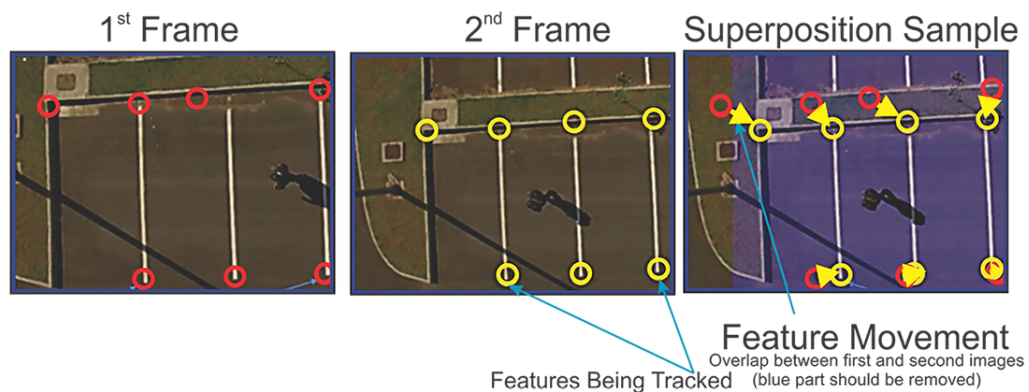 1st Frame
2nd Frame
Superposition Sample
Feature Movement
Overlap between first and second images
(blue part should be removed)
Features Being Tracked